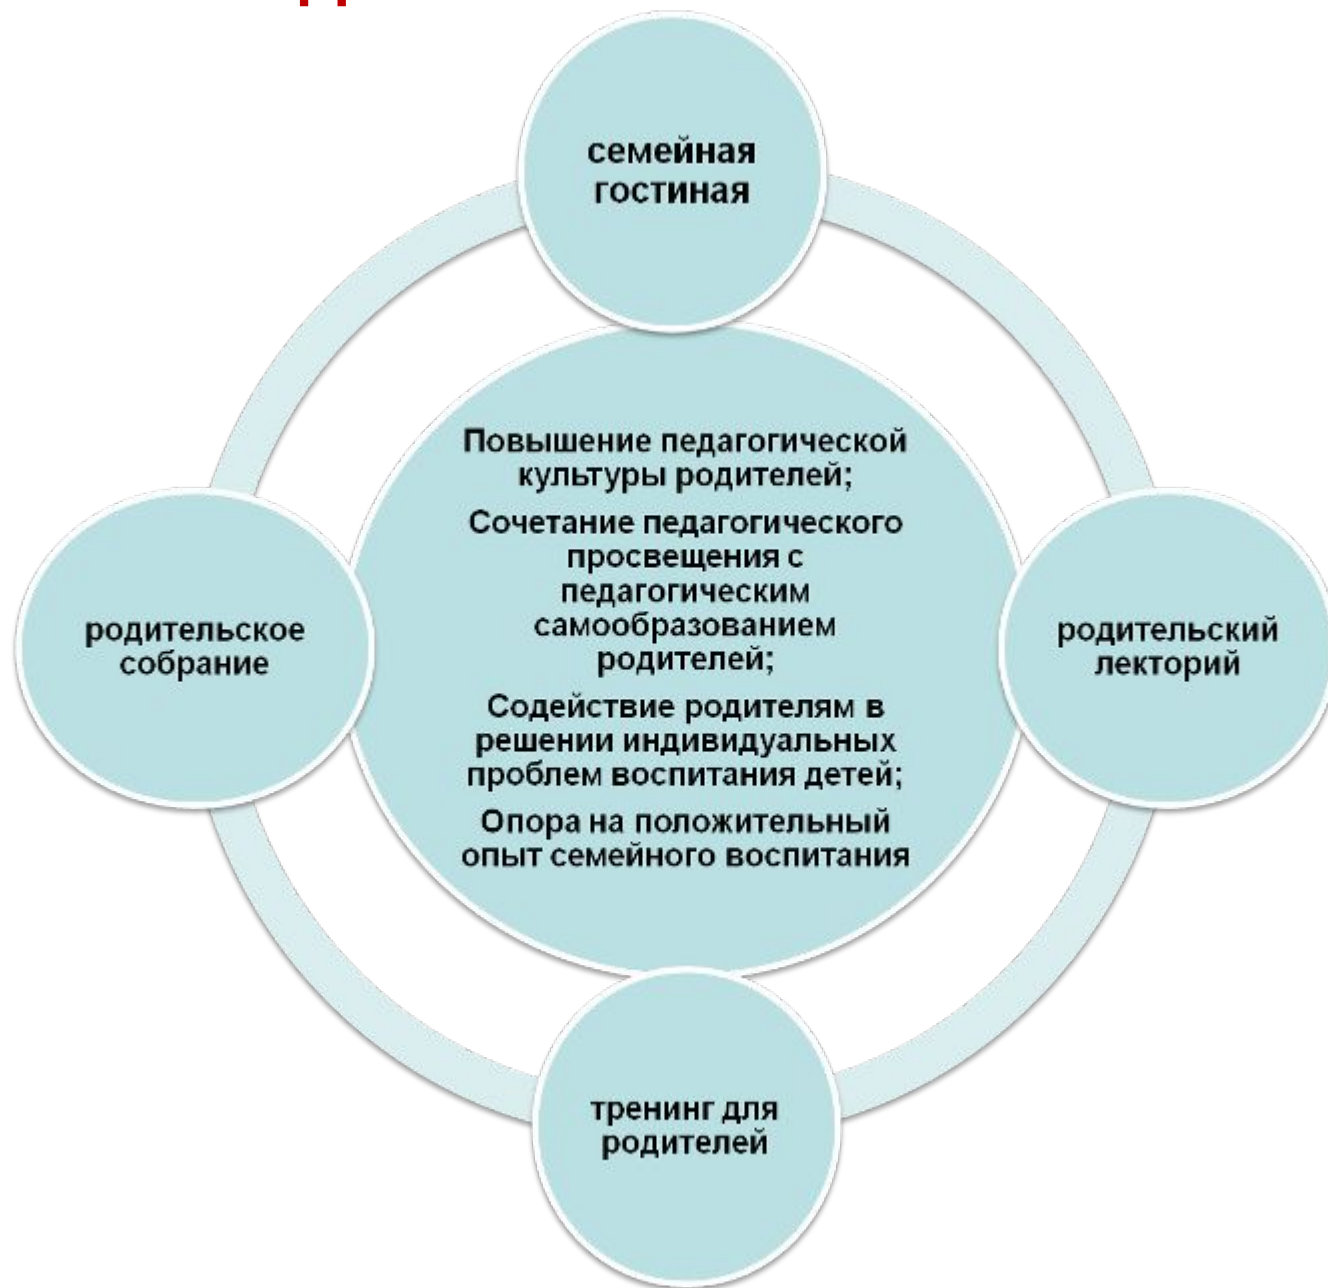 семейная
гостиная
Повышение педагогической
культуры родителей;
Сочетание педагогического
просвещения с
педагогическим
самообразованием
родителей;
Содействие родителям в
решении индивидуальных
проблем воспитания детей;
Опора на положительный
опыт семейного воспитания
родительское
собрание
родительский
лекторий
тренинг для
родителей